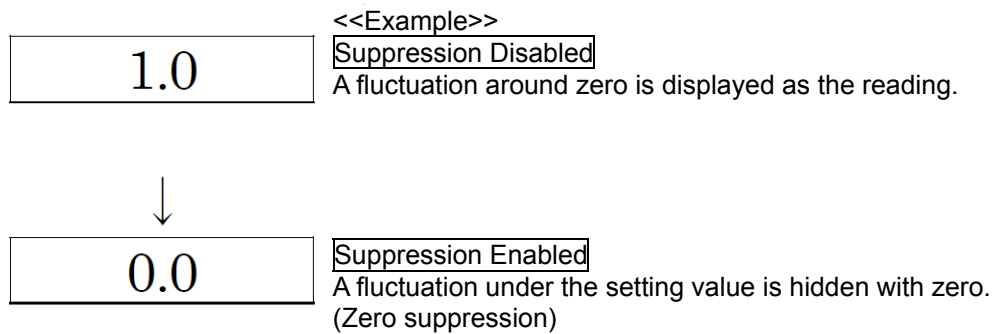 <<Example>>
Suppression Disabled
1.0
A fluctuation around zero is displayed as the reading.
↓
Suppression Enabled
0.0
A fluctuation under the setting value is hidden with zero.
(Zero suppression)